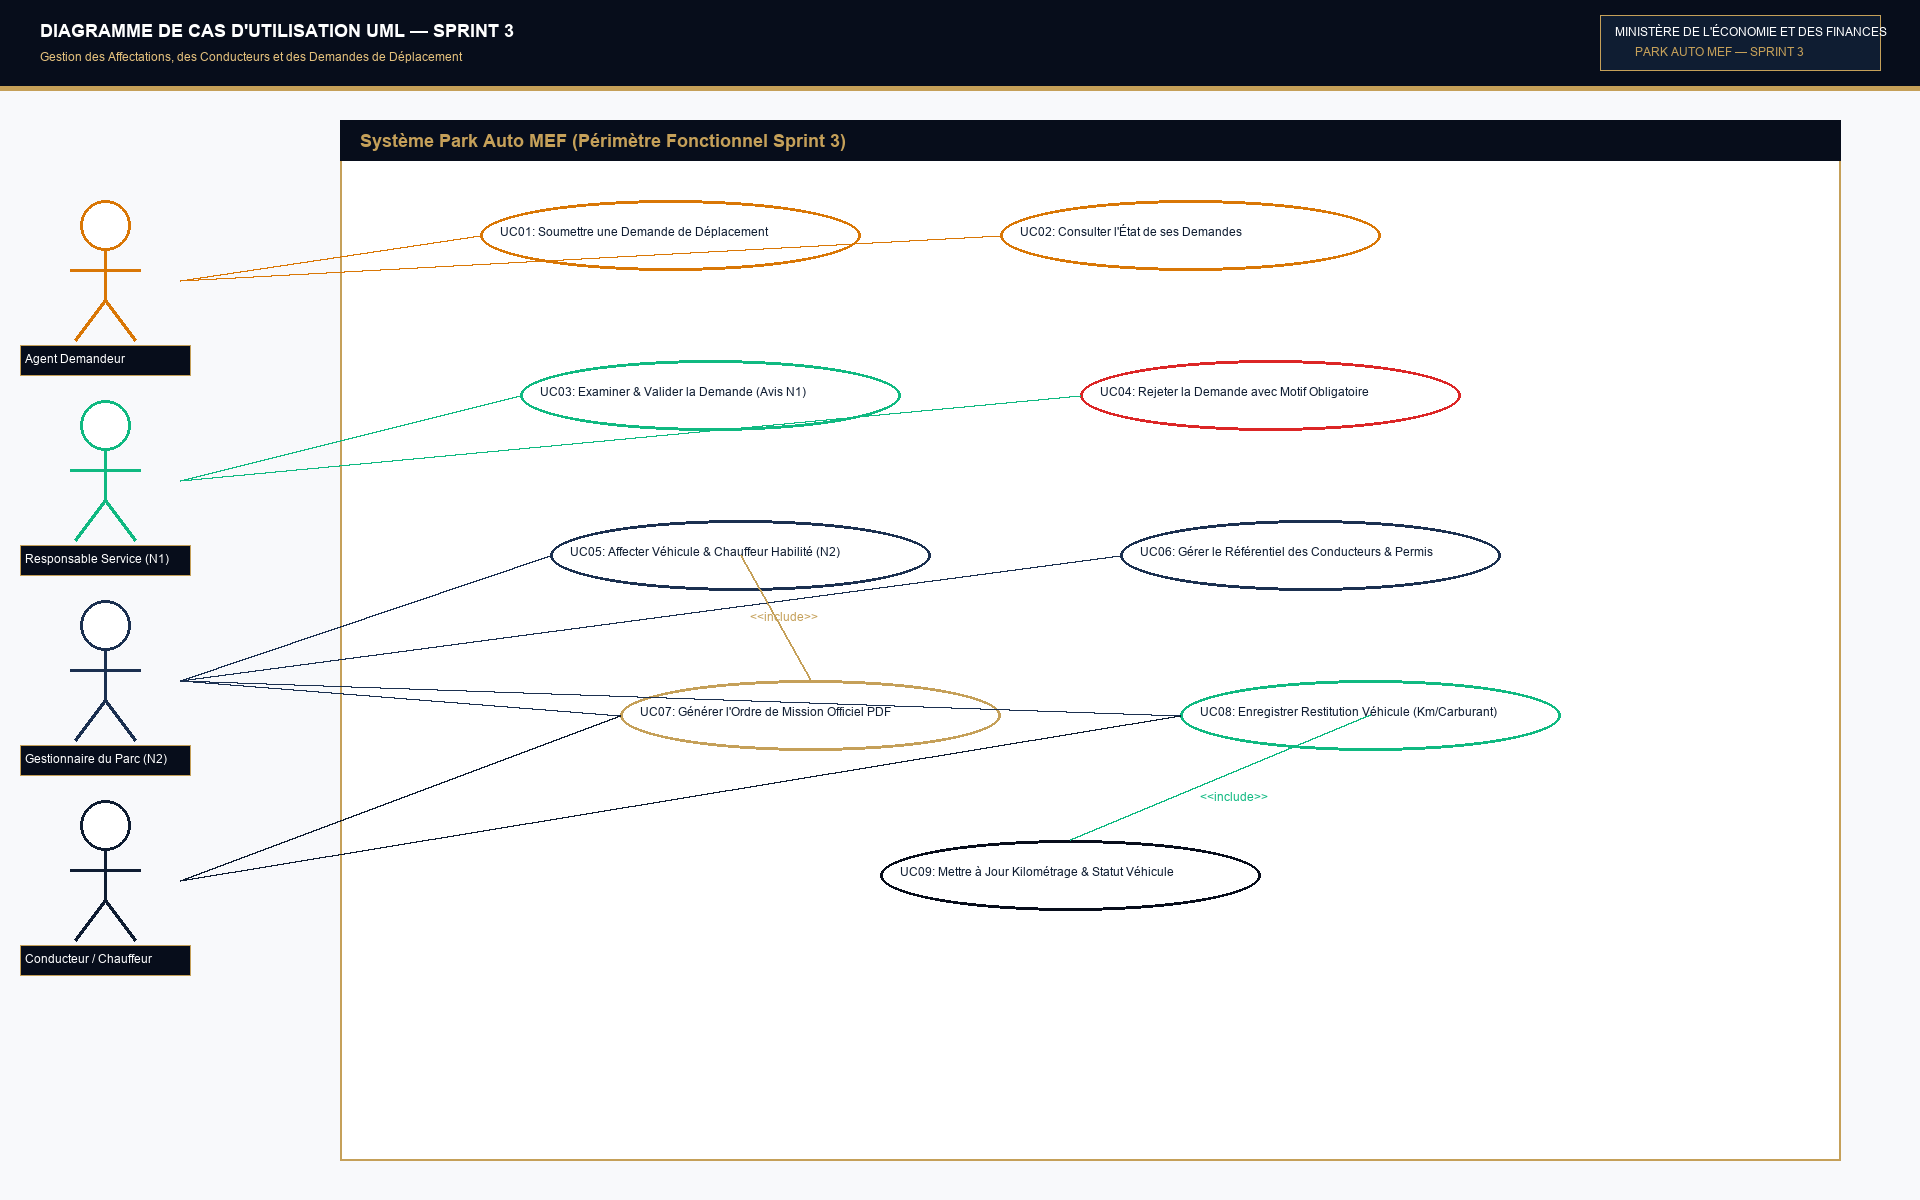 DIAGRAMME DE CAS D'UTILISATION UML — SPRINT 3
Gestion des Affectations, des Conducteurs et des Demandes de Déplacement
MINISTÈRE DE L'ÉCONOMIE ET DES FINANCES
PARK AUTO MEF — SPRINT 3
Système Park Auto MEF (Périmètre Fonctionnel Sprint 3)
UC01: Soumettre une Demande de Déplacement
UC02: Consulter l'État de ses Demandes
Agent Demandeur
UC03: Examiner & Valider la Demande (Avis N1)
UC04: Rejeter la Demande avec Motif Obligatoire
Responsable Service (N1)
UC05: Affecter Véhicule & Chauffeur Habilité (N2)
UC06: Gérer le Référentiel des Conducteurs & Permis
<<include>>
UC07: Générer l'Ordre de Mission Officiel PDF
UC08: Enregistrer Restitution Véhicule (Km/Carburant)
Gestionnaire du Parc (N2)
<<include>>
UC09: Mettre à Jour Kilométrage & Statut Véhicule
Conducteur / Chauffeur